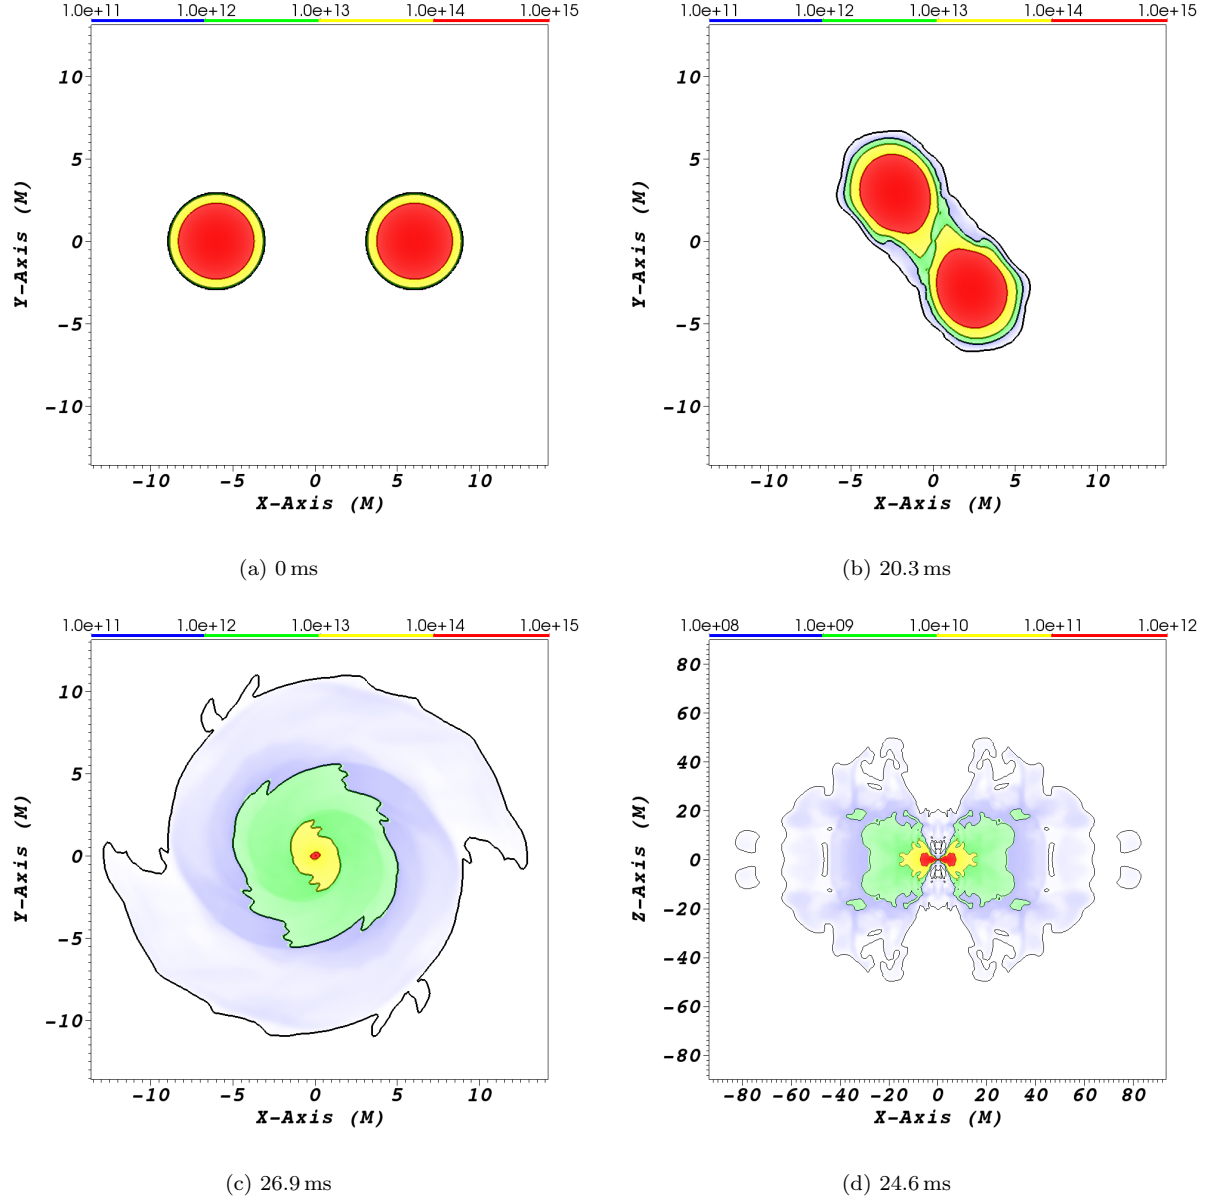 1.0e+11 1.0e+12 1.0e+13 1.0e+14 1.0e+15
10
5
0
-5
-10
Y-Axis (M)
-10 -5 0 5 10
X-Axis (M)
(a) 0 ms
1.0e+11 1.0e+12 1.0e+13 1.0e+14 1.0e+15
10
5
0
-5
-10
Y-Axis (M)
-10 -5 0 5 10
X-Axis (M)
(b) 20.3 ms
1.0e+11 1.0e+12 1.0e+13 1.0e+14 1.0e+15
10
5
0
-5
-10
Y-Axis (M)
-10 -5 0 5 10
X-Axis (M)
(c) 26.9 ms
1.0e+08 1.0e+09 1.0e+10 1.0e+11 1.0e+12
80
60
40
20
0
-20
-40
-60
-80
Z-Axis (M)
-80 -60 -40 -20 0 20 40 60 80
X-Axis (M)
(d) 24.6 ms